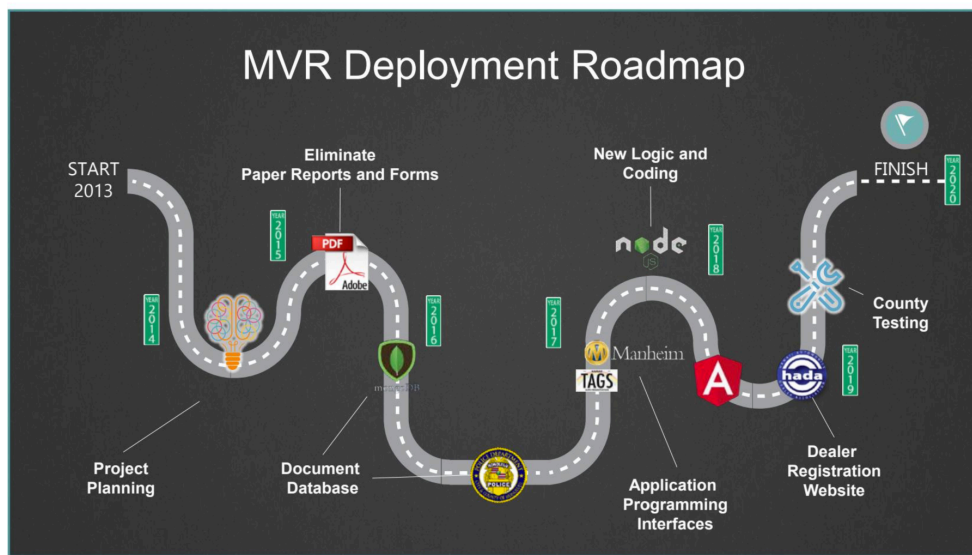 MVR Deployment Roadmap
START
2013
Eliminate
Paper Reports and Forms
New Logic and
Coding
FINISH
YEAR
2020
YEAR
2015
PDF
Adobe
node
JS
YEAR
2018
YEAR
2014
YEAR
2016
YEAR
2017
Manheim
TAGS
A
hada
YEAR
2019
County
Testing
POLICE
Project
Planning
Document
Database
Application
Programming
Interfaces
Dealer
Registration
Website